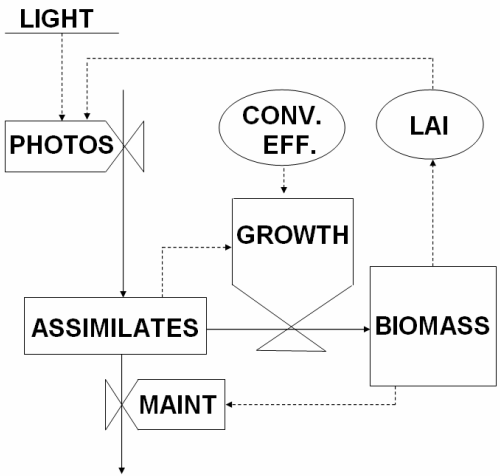 LIGHT
CONV.
EFF.
LAI
PHOTOS
GROWTH
ASSIMILATES
BIOMASS
MAINT